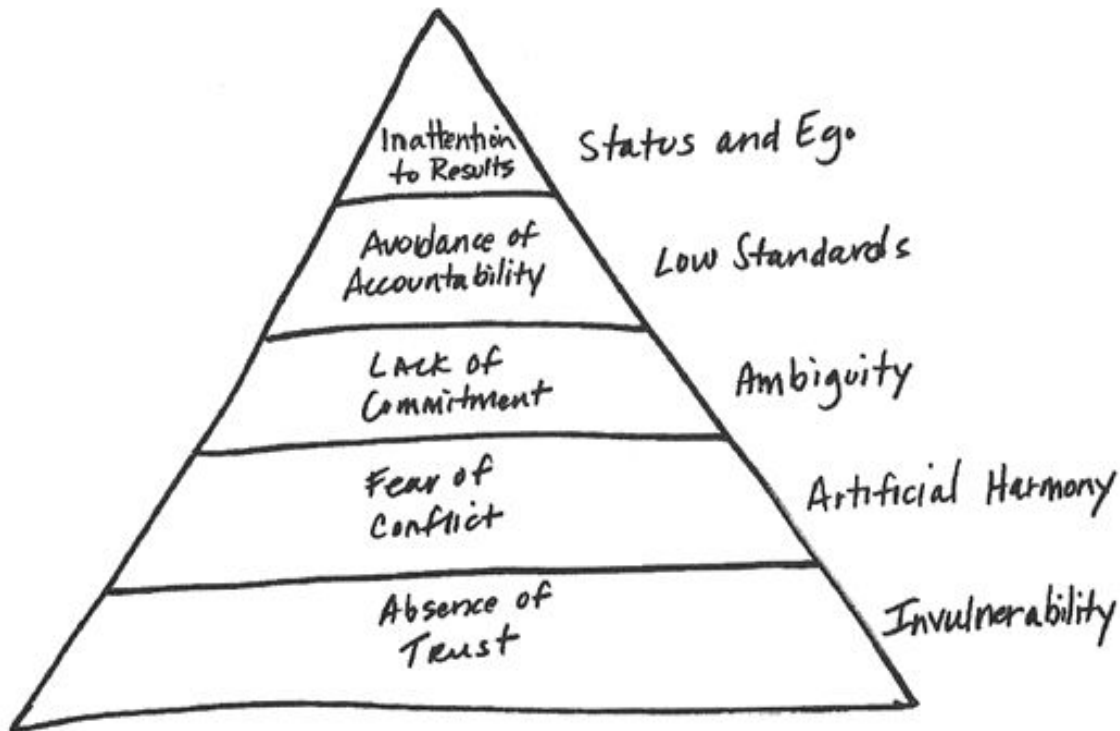 Inattention
to Results
Status and Ego
Avoidance of
Accountability
Low Standards
Lack of
Commitment
Ambiguity
Fear of
Conflict
Artificial Harmony
Absence of
Trust
Invulnerability